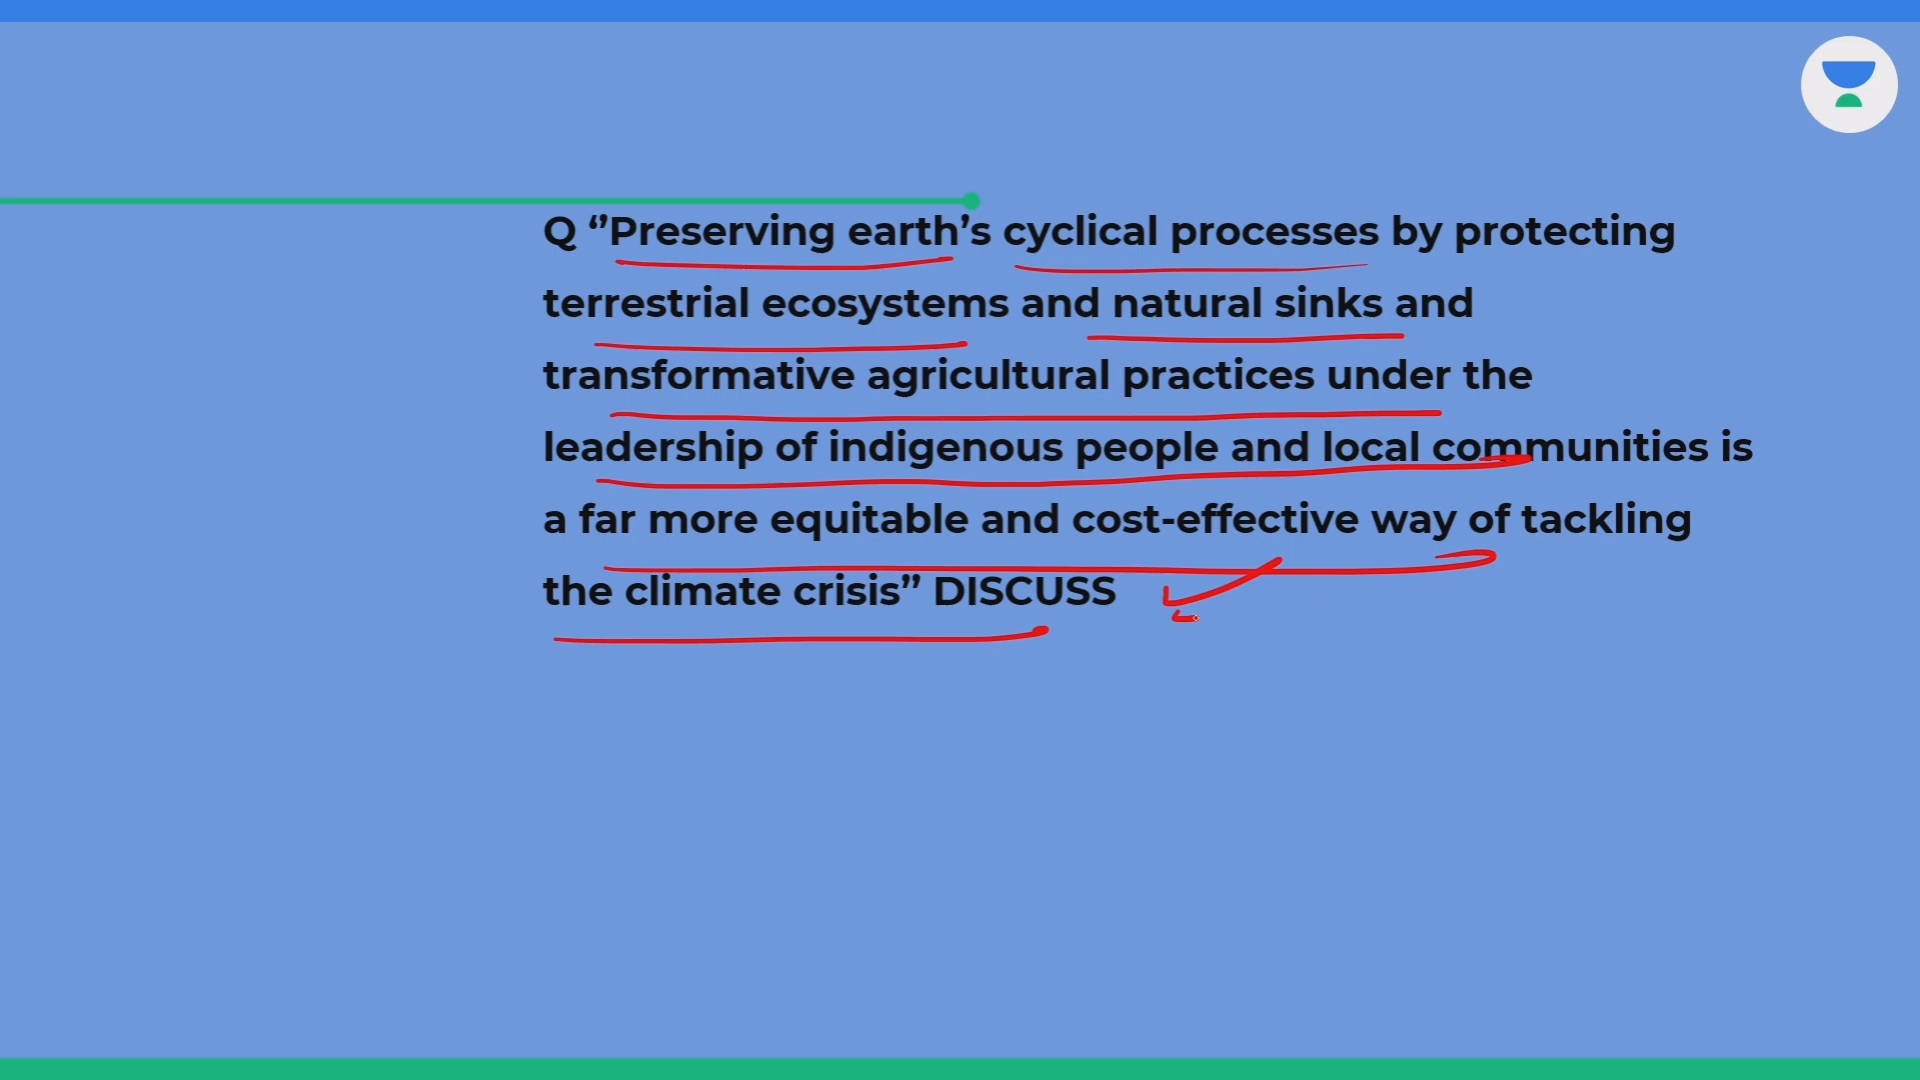 Q ‘’Preserving earth’s cyclical processes by protecting
terrestrial ecosystems and natural sinks and
transformative agricultural practices under the
leadership of indigenous people and local communities is
a far more equitable and cost-effective way of tackling
the climate crisis’’ DISCUSS